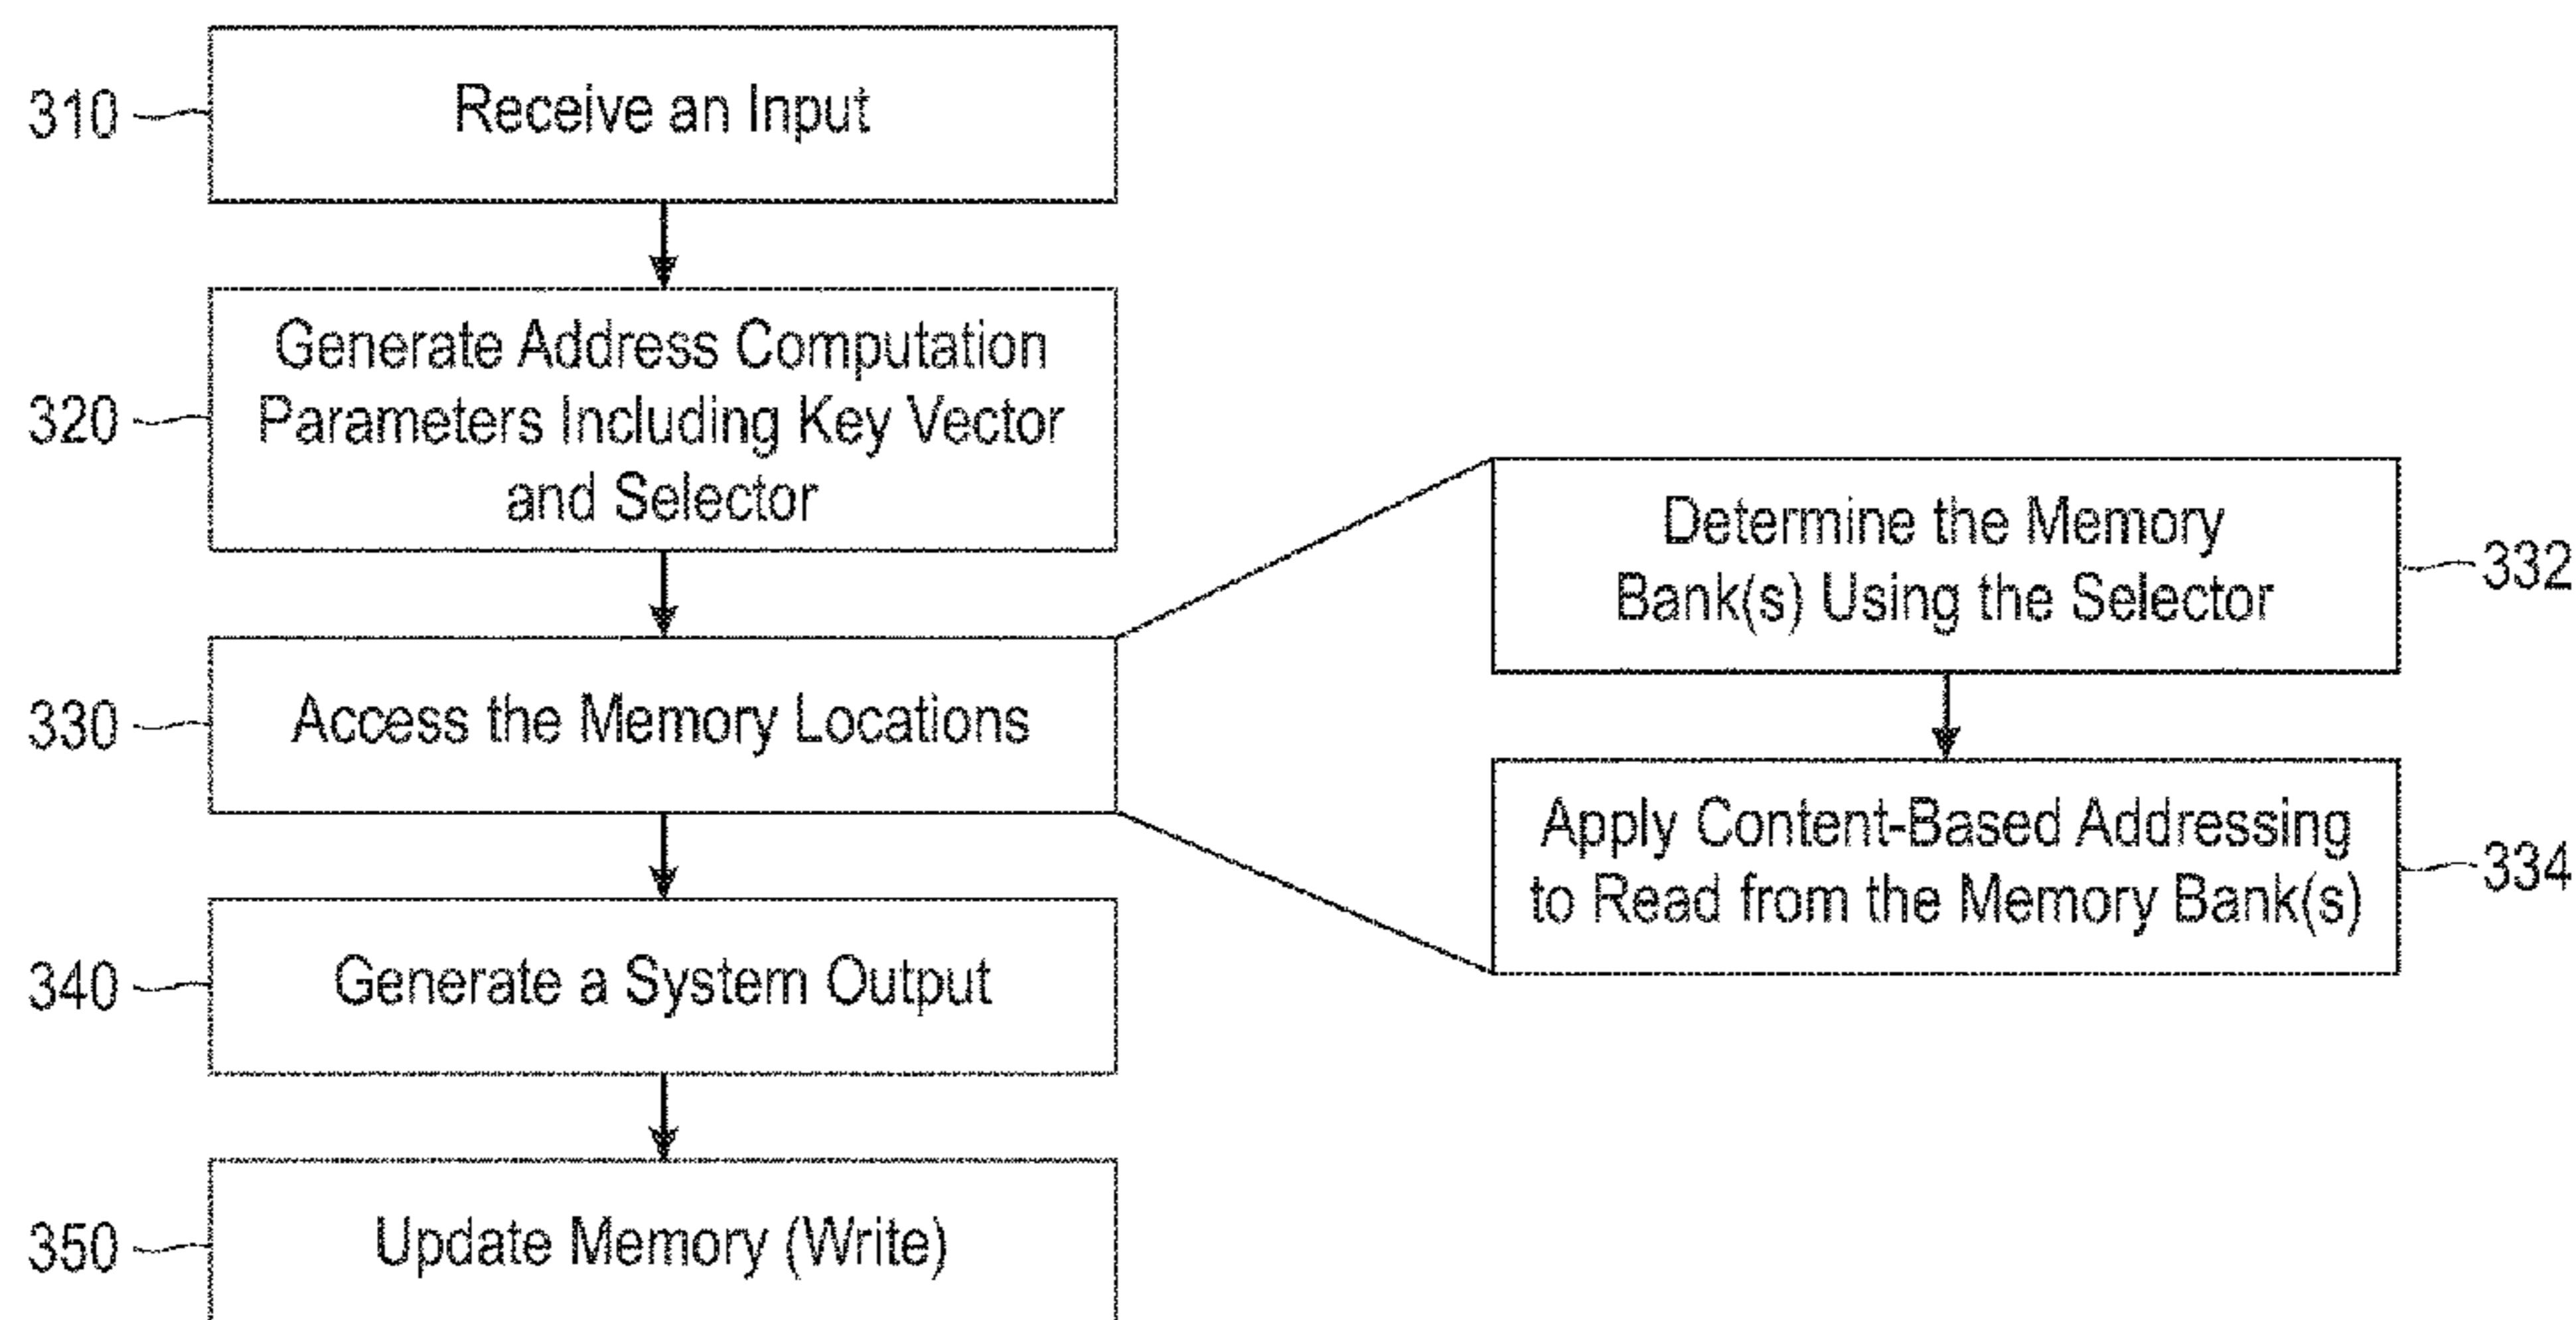 310
Receive an Input
320
Generate Address Computation
Parameters Including Key Vector
and Selector
330
Access the Memory Locations
332
Determine the Memory
Bank(s) Using the Selector
334
Apply Content-Based Addressing
to Read from the Memory Bank(s)
340
Generate a System Output
350
Update Memory (Write)